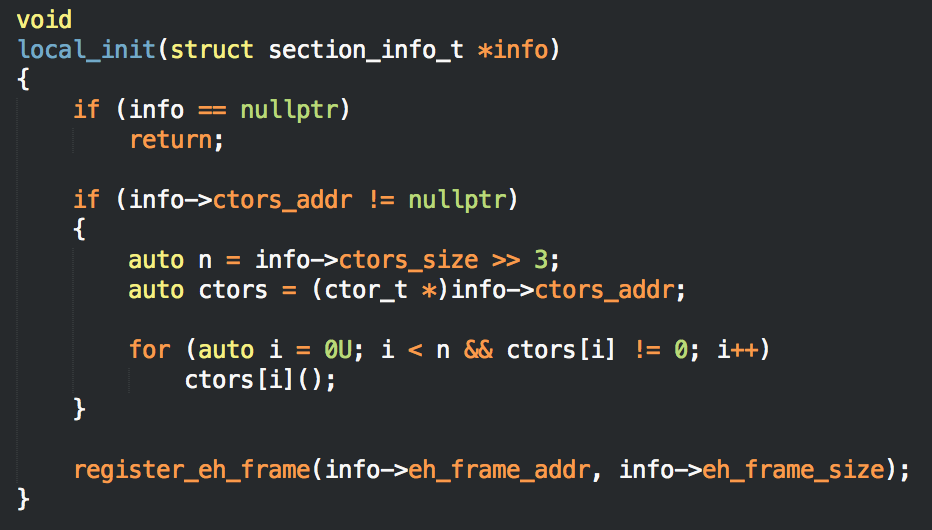 void
local_init(struct section_info_t *info)
{
    if (info == nullptr)
        return;

    if (info->ctors_addr != nullptr)
    {
        auto n = info->ctors_size >> 3;
        auto ctors = (ctor_t *)info->ctors_addr;

        for (auto i = 0U; i < n && ctors[i] != 0; i++)
            ctors[i]();
    }

    register_eh_frame(info->eh_frame_addr, info->eh_frame_size);
}